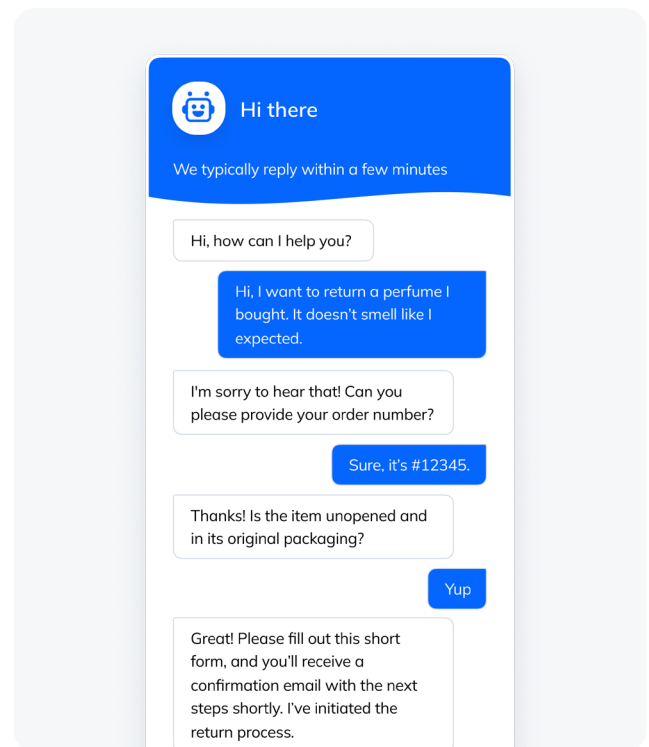 Hi there
We typically reply within a few minutes
Hi, how can I help you?
Hi, I want to return a perfume I
bought. It doesn’t smell like I
expected.
I'm sorry to hear that! Can you
please provide your order number?
Sure, it’s #12345.
Thanks! Is the item unopened and
in its original packaging?
Yup
Great! Please fill out this short
form, and you’ll receive a
confirmation email with the next
steps shortly. I’ve initiated the
return process.